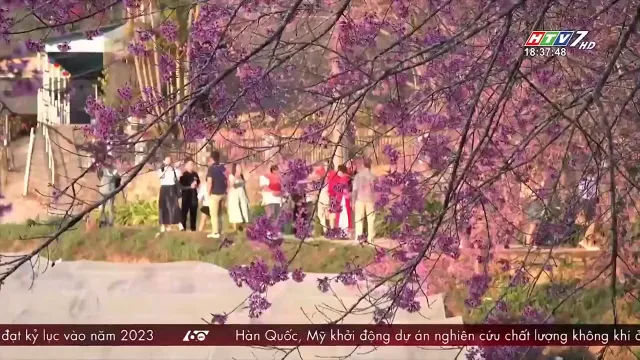 HTV7 HD
18:37:48
đạt kỷ lục vào năm 2023 60 Hàn Quốc, Mỹ khởi động dự án nghiên cứu chất lượng không khí ở